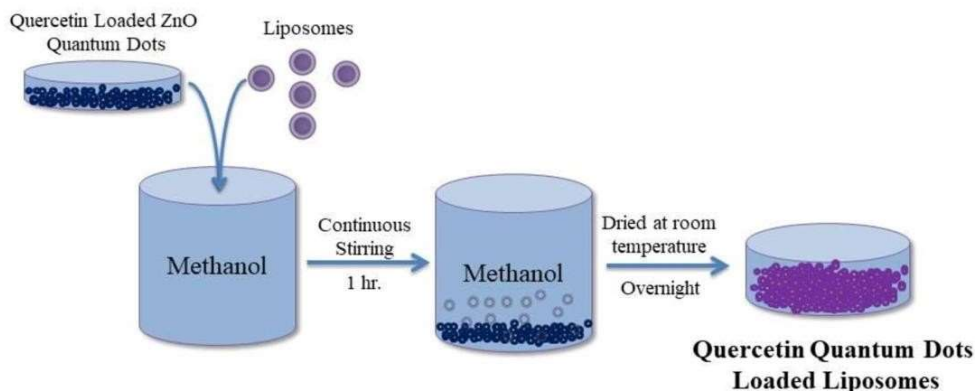 Quercetin Loaded ZnO
Quantum Dots
Liposomes
Methanol
Continuous
Stirring
1 hr.
Methanol
Dried at room
temperature
Overnight
Quercetin Quantum Dots
Loaded Liposomes